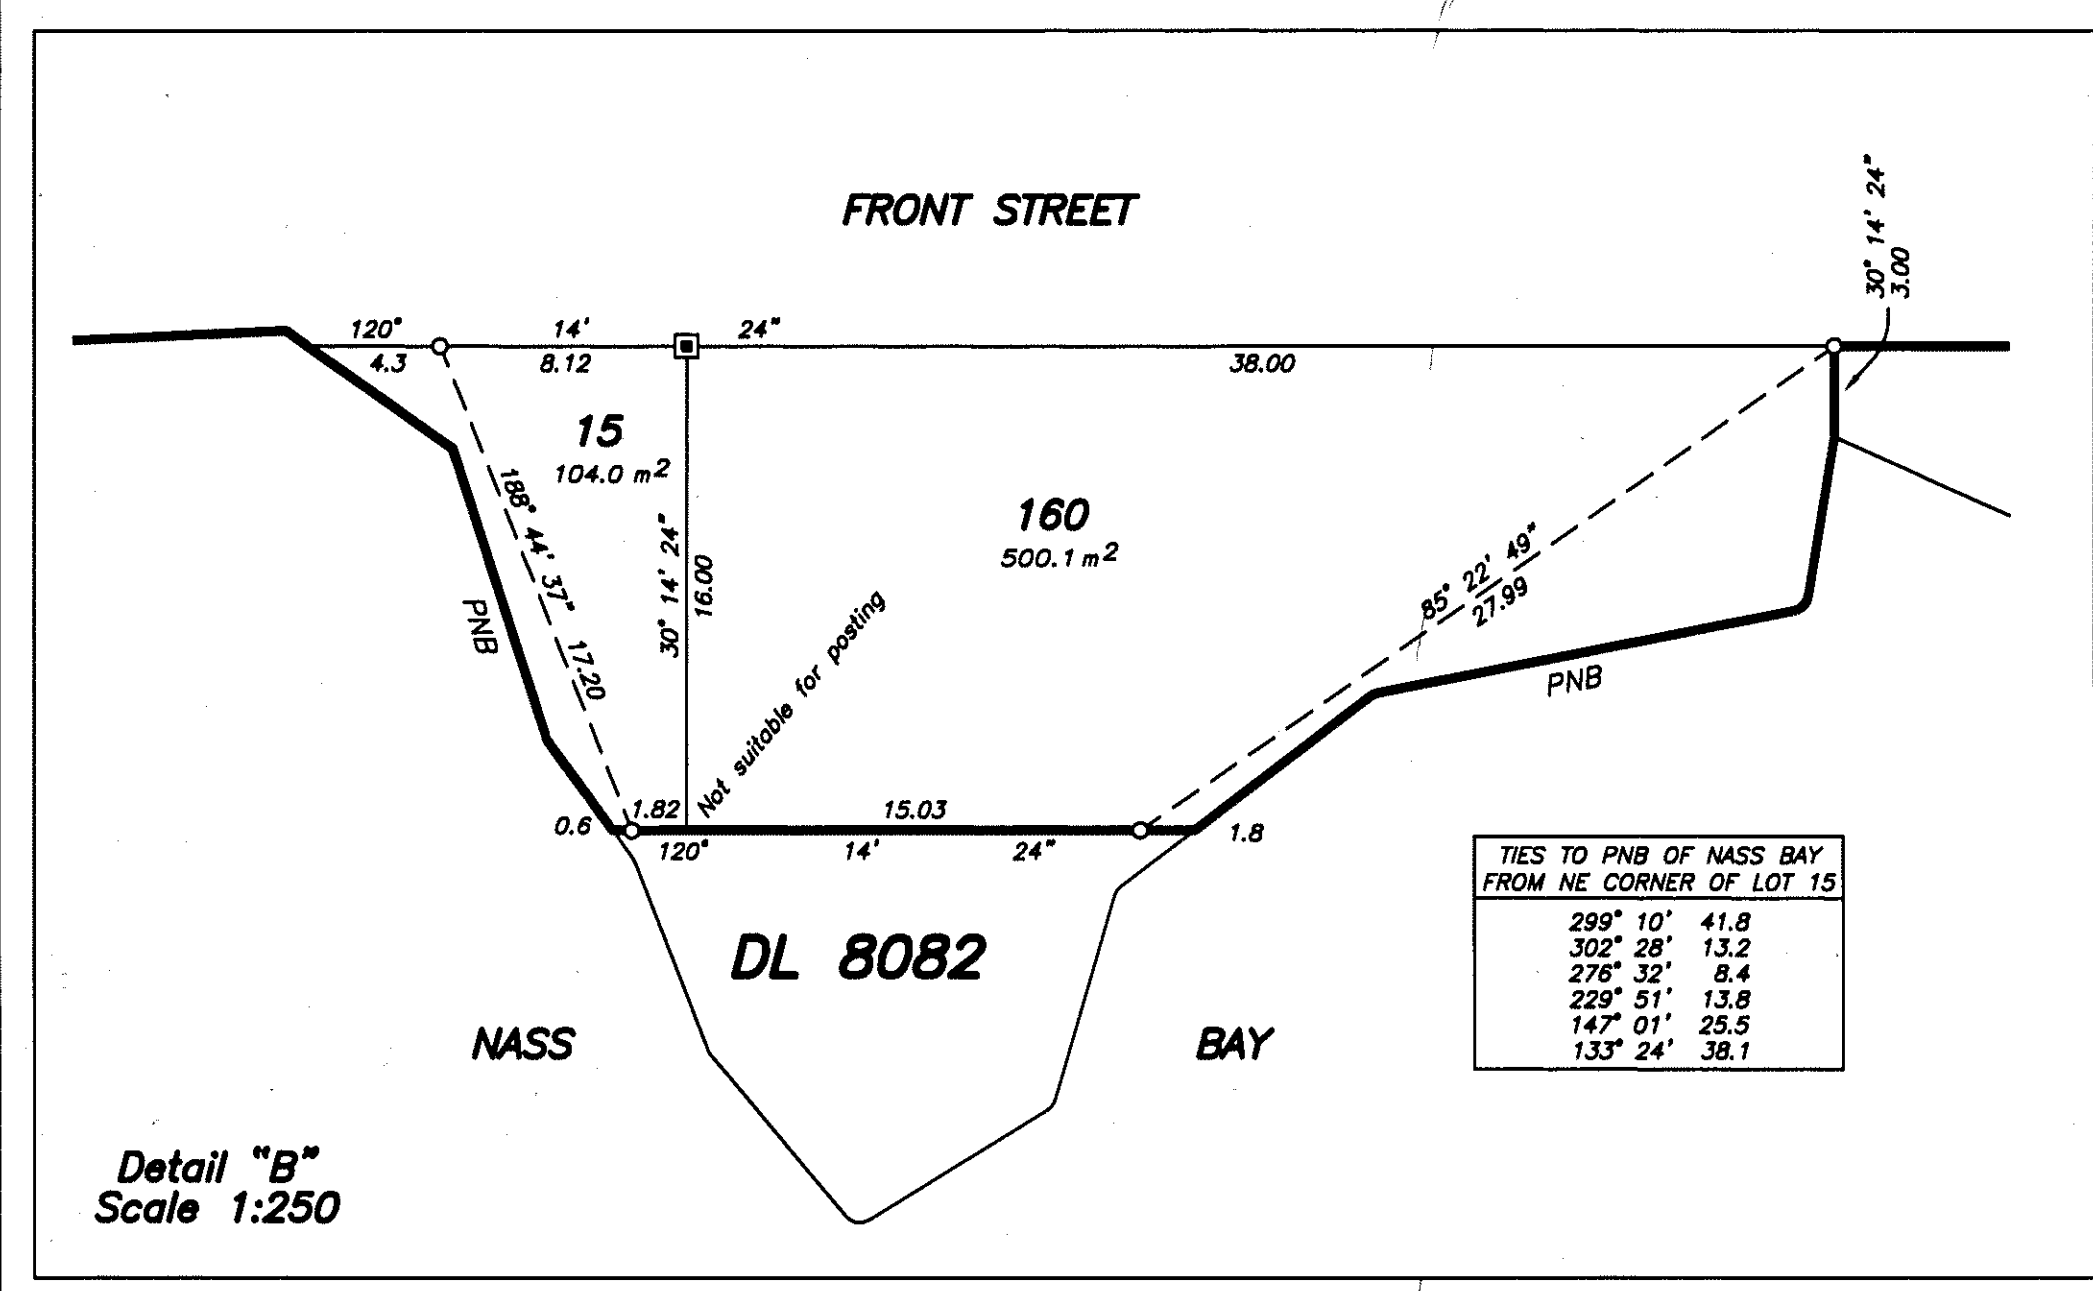 FRONT STREET
30° 14' 24"
3.00
120° 14' 24"
4.3 8.12 38.00
15
104.0 m2
188° 44' 37" 17.20
30° 14' 24"
16.00
160
500.1 m2
85° 22' 49"
27.99
PNB
PNB
Not suitable for posting
0.6 1.82 15.03 1.8
120° 14' 24"
DL 8082
NASS BAY
TIES TO PNB OF NASS BAY
FROM NE CORNER OF LOT 15
299° 10' 41.8
302° 28' 13.2
276° 32' 8.4
229° 51' 13.8
147° 01' 25.5
133° 24' 38.1
Detail "B"
Scale 1:250